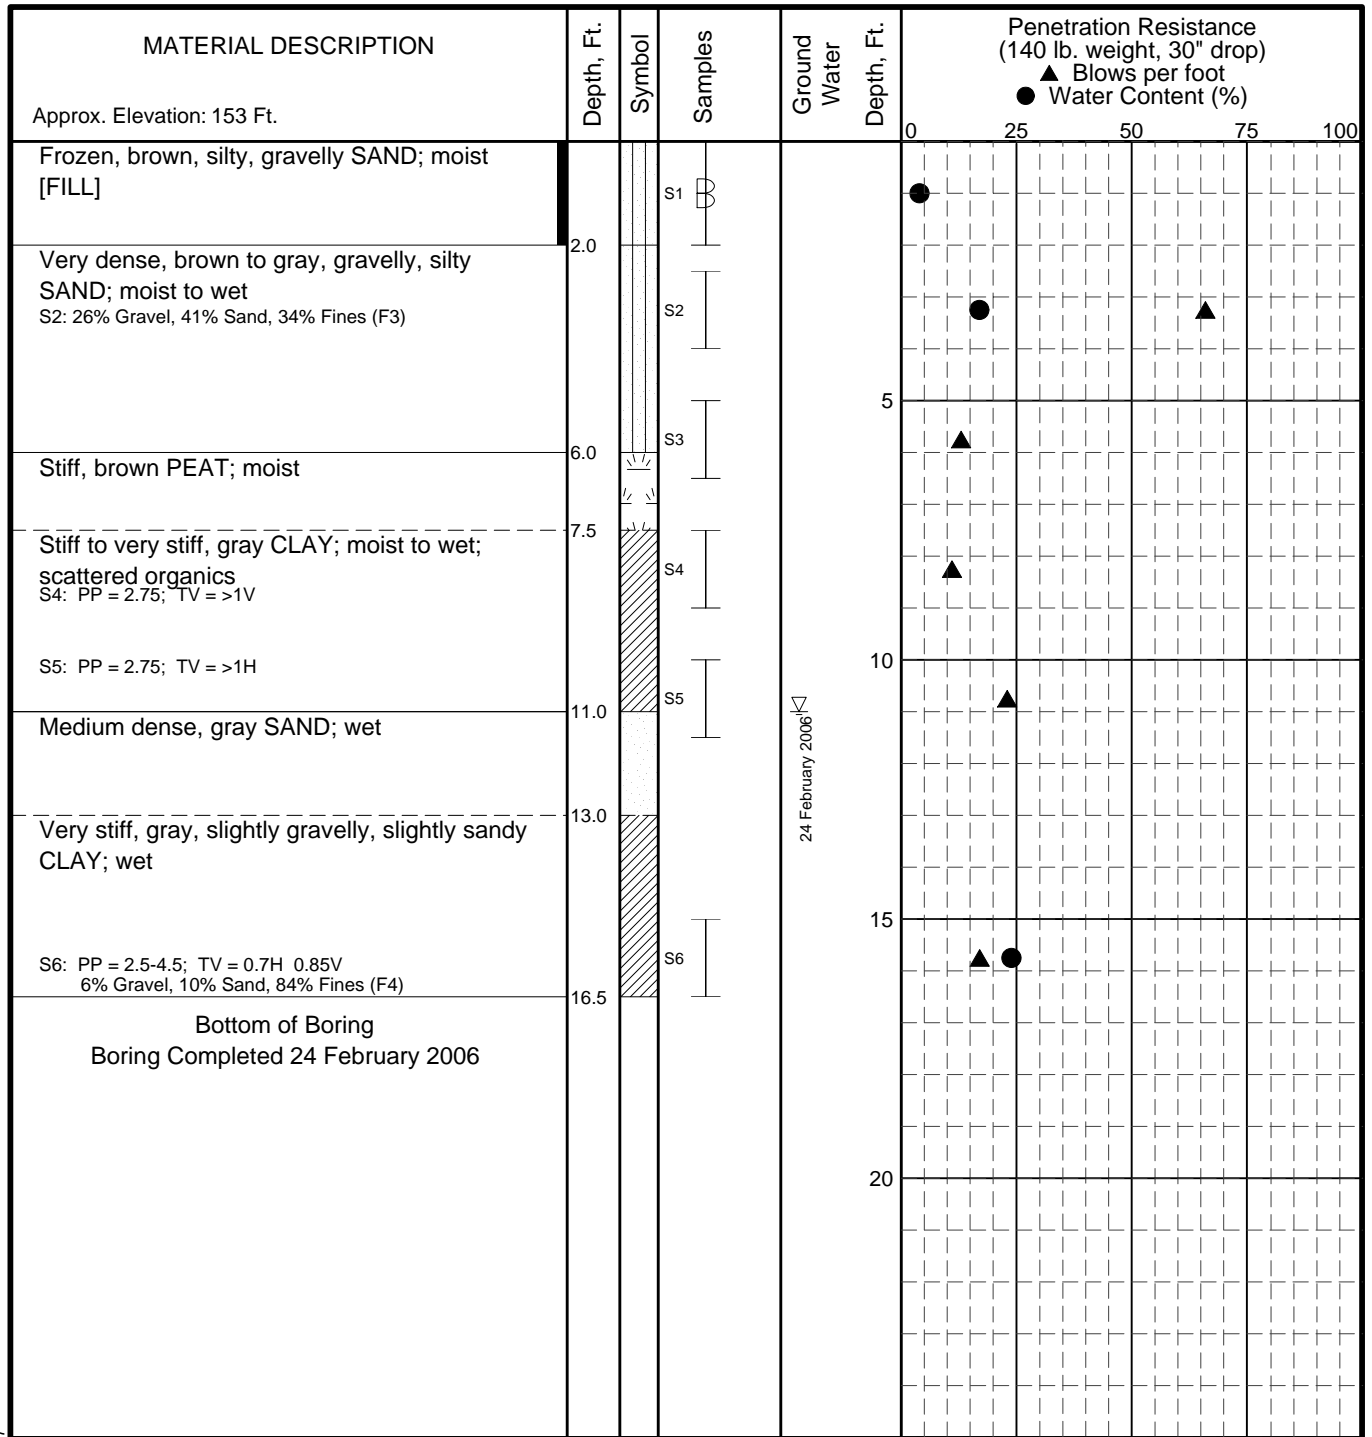 MATERIAL DESCRIPTION
Approx. Elevation: 153 Ft.
Depth, Ft.
Symbol
Samples
Ground
Water
Depth, Ft.
Penetration Resistance
(140 lb. weight, 30" drop)
▲ Blows per foot
● Water Content (%)
0 25 50 75 100
Frozen, brown, silty, gravelly SAND; moist
[FILL]
S1
2.0
Very dense, brown to gray, gravelly, silty
SAND; moist to wet
S2: 26% Gravel, 41% Sand, 34% Fines (F3)
S2
5
S3
6.0
Stiff, brown PEAT; moist
7.5
Stiff to very stiff, gray CLAY; moist to wet;
scattered organics
S4: PP = 2.75; TV = >1V
S4
S5: PP = 2.75; TV = >1H
10
S5
11.0
Medium dense, gray SAND; wet
24 February 2006
13.0
Very stiff, gray, slightly gravelly, slightly sandy
CLAY; wet
15
S6: PP = 2.5-4.5; TV = 0.7H 0.85V
6% Gravel, 10% Sand, 84% Fines (F4)
S6
16.5
Bottom of Boring
Boring Completed 24 February 2006
20